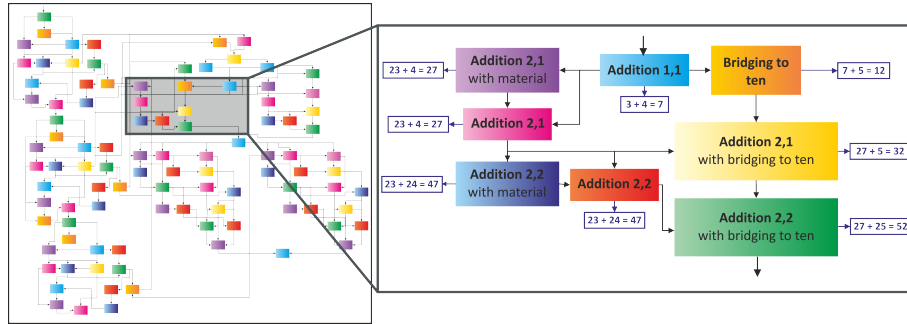 Addition 2,1
with material
23 + 4 = 27
Addition 1,1
3 + 4 = 7
Bridging to
ten
7 + 5 = 12
Addition 2,1
23 + 4 = 27
Addition 2,1
with bridging to ten
27 + 5 = 32
Addition 2,2
with material
23 + 24 = 47
Addition 2,2
23 + 24 = 47
Addition 2,2
with bridging to ten
27 + 25 = 52